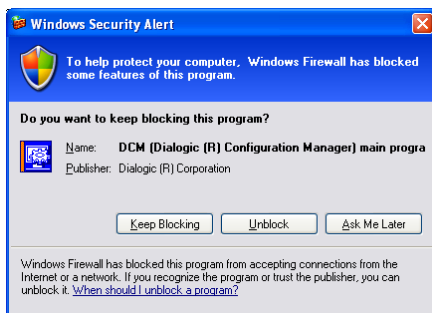 Windows Security Alert
To help protect your computer, Windows Firewall has blocked
some features of this program.
Do you want to keep blocking this program?
Name: DCM (Dialogic (R) Configuration Manager) main progra
Publisher: Dialogic (R) Corporation
Keep Blocking Unblock Ask Me Later
Windows Firewall has blocked this program from accepting connections from the
Internet or a network. If you recognize the program or trust the publisher, you can
unblock it. When should I unblock a program?